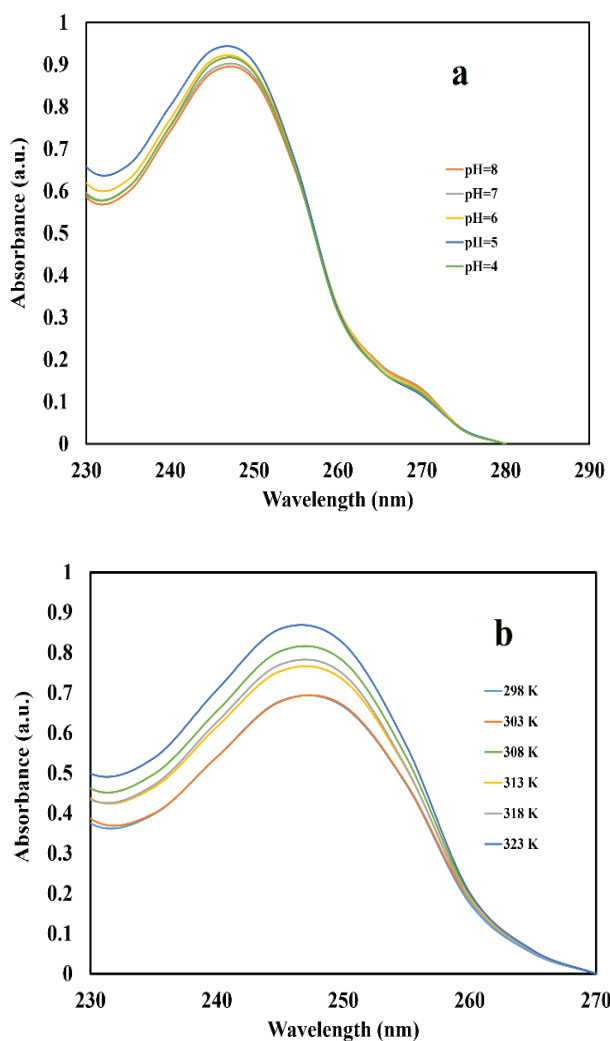 1
0.9
0.8
0.7
0.6
0.5
0.4
0.3
0.2
0.1
0
Absorbance (a.u.)
a
pH=8
pH=7
pH=6
pH=5
pH=4
230 240 250 260 270 280 290
Wavelength (nm)
1
0.9
0.8
0.7
0.6
0.5
0.4
0.3
0.2
0.1
0
Absorbance (a.u.)
b
298 K
303 K
308 K
313 K
318 K
323 K
230 240 250 260 270
Wavelength (nm)